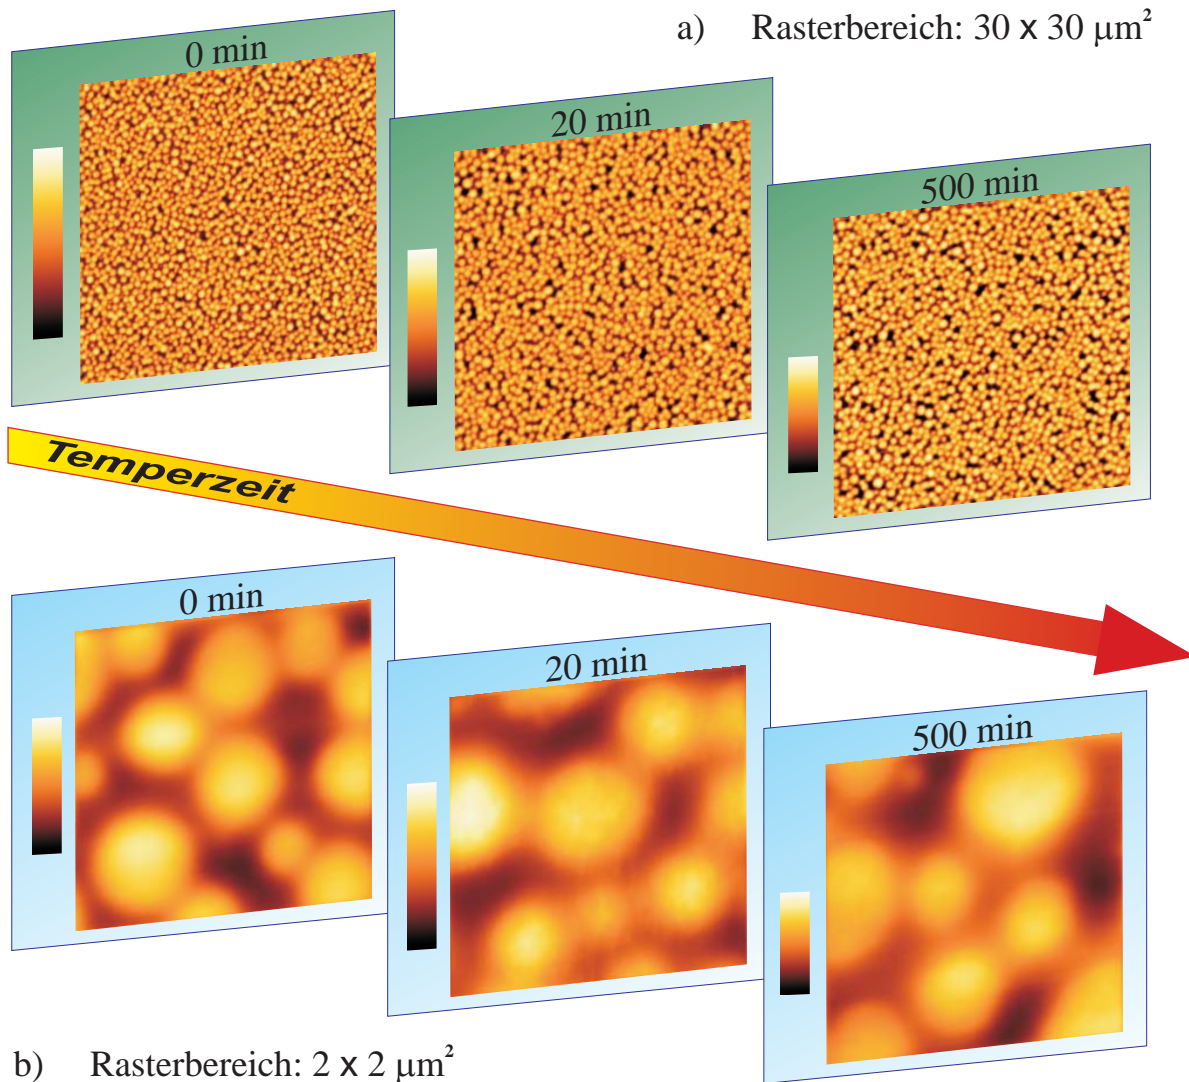 a) Rasterbereich: 30 x 30 µm²
0 min
20 min
500 min
Temperzeit
0 min
20 min
500 min
b) Rasterbereich: 2 x 2 µm²